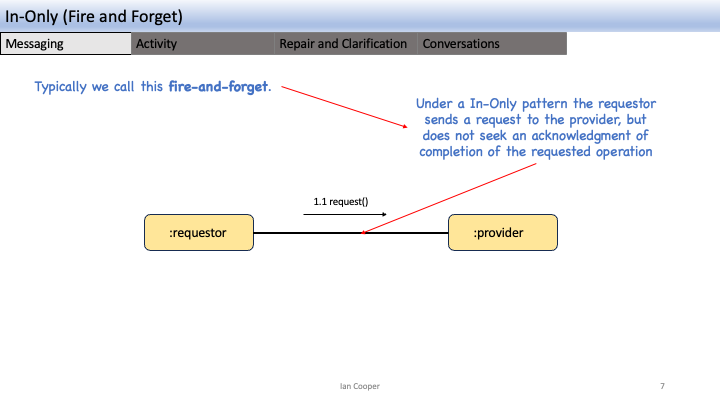 In-Only (Fire and Forget)
Messaging Activity Repair and Clarification Conversations
Typically we call this fire-and-forget.
Under a In-Only pattern the requestor
sends a request to the provider, but
does not seek an acknowledgment of
completion of the requested operation
1.1 request()
:requestor :provider
Ian Cooper 7